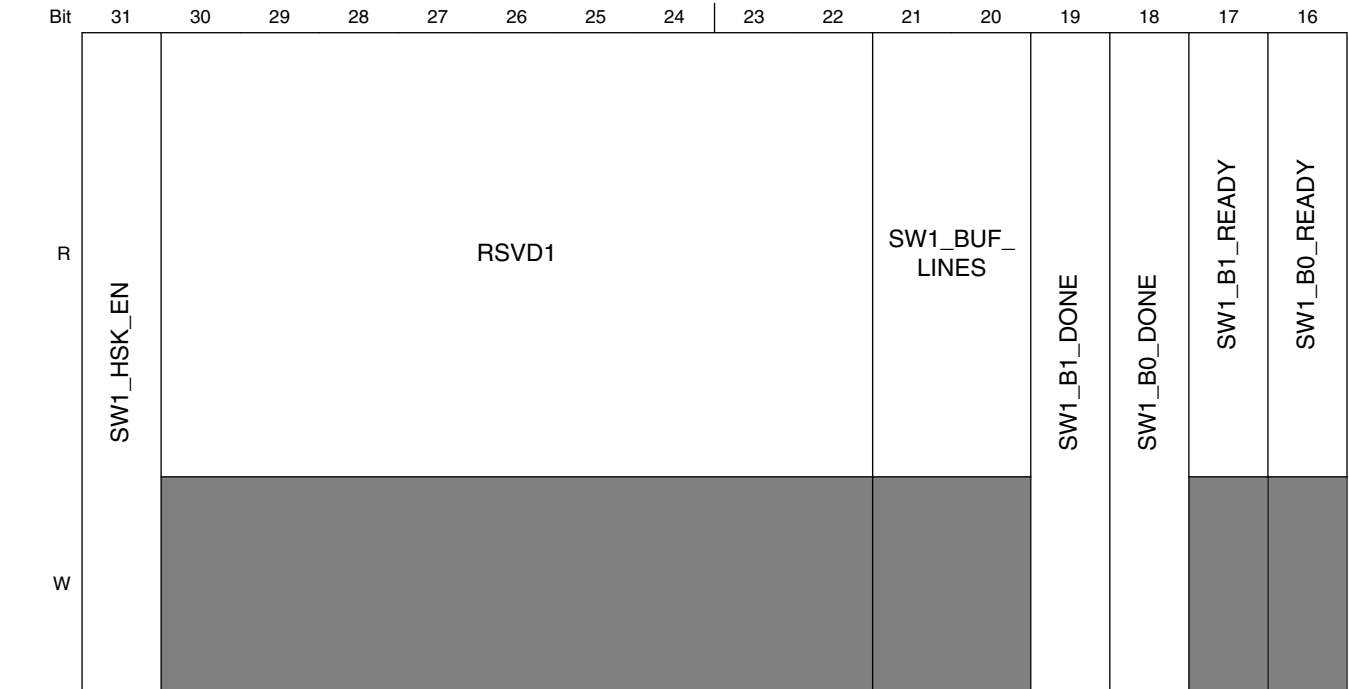 Bit 31 30 29 28 27 26 25 24 23 22 21 20 19 18 17 16
R
SW1_HSK_EN
RSVD1
SW1_BUF_
LINES
SW1_B1_DONE
SW1_B0_DONE
SW1_B1_READY
SW1_B0_READY
W